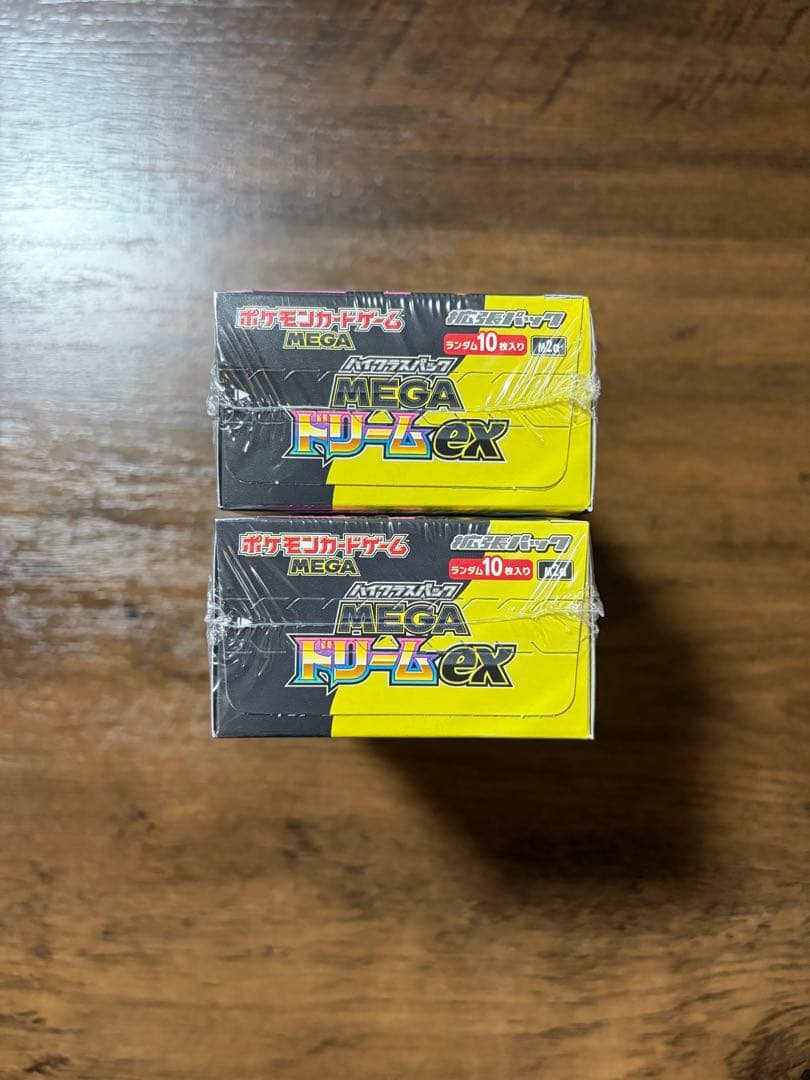 ポケモンカードゲーム
MEGA
拡張パック
ランダム10枚入り
M2a
ハイクラスパック
MEGA
ドリームex
ポケモンカードゲーム
MEGA
拡張パック
ランダム10枚入り
M2a
ハイクラスパック
MEGA
ドリームex